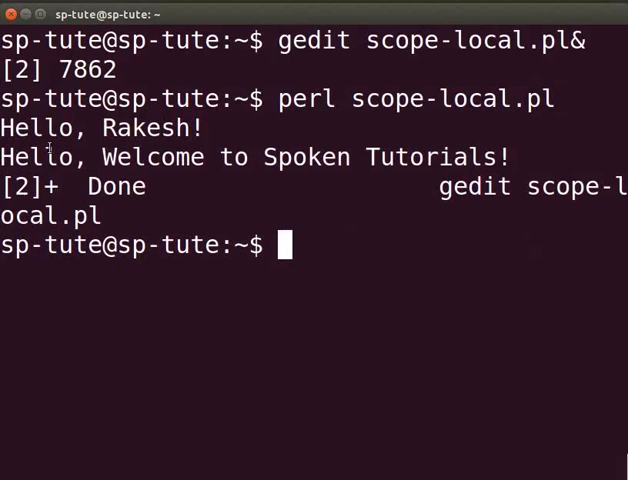 sp-tute@sp-tute: ~
sp-tute@sp-tute:~$ gedit scope-local.pl&
[2] 7862
sp-tute@sp-tute:~$ perl scope-local.pl
Hello, Rakesh!
Hello, Welcome to Spoken Tutorials!
[2]+  Done                    gedit scope-l
ocal.pl
sp-tute@sp-tute:~$